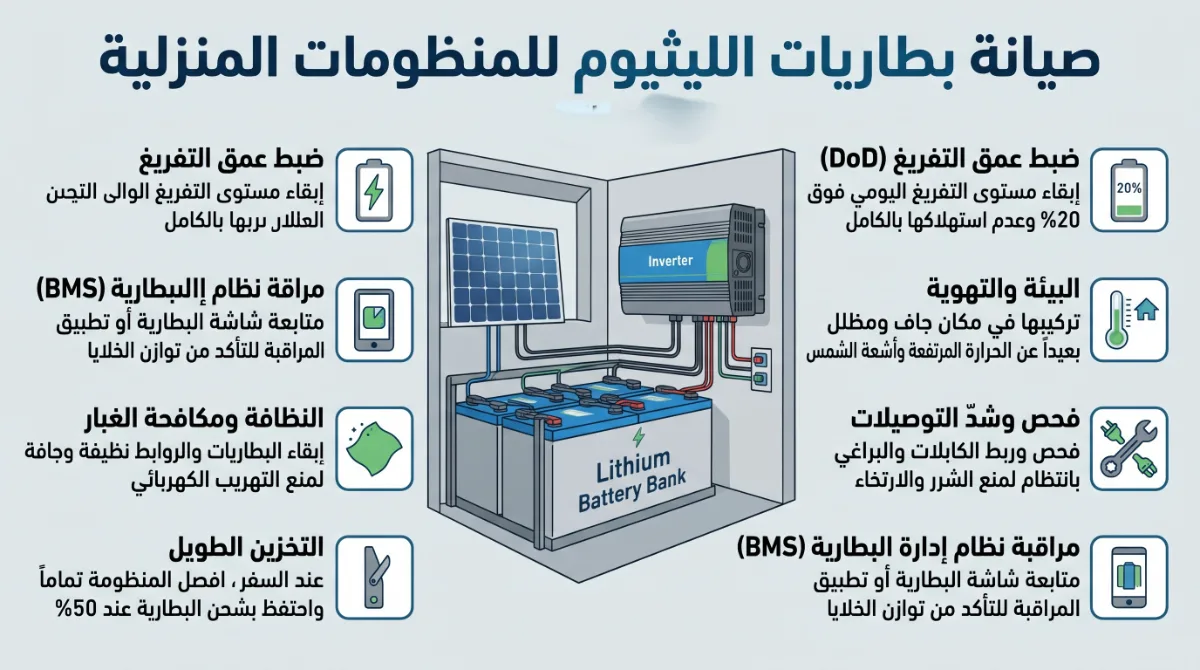 صيانة بطاريات الليثيوم للمنظومات المنزلية
ضبط عمق التفريغ (DoD)
إبقاء مستوى التفريغ اليومي فوق
20% وعدم استهلاكها بالكامل
20%
البيئة والتهوية
تركيبها في مكان جاف ومظلل
بعيداً عن الحرارة المرتفعة وأشعة الشمس
فحص وشدّ التوصيلات
فحص وربط الكابلات والبراغي
بانتظام لمنع الشرر والارتخاء
مراقبة نظام إدارة البطارية (BMS)
متابعة شاشة البطارية أو تطبيق
المراقبة للتأكد من توازن الخلايا
Inverter
Lithium
Battery Bank
ضبط عمق التفريغ
إبقاء مستوى التفريغ الوالى
بالكامل
مراقة نظام إالبطارية (BMS)
متابعة شاشة البطارية أو تطبيق
المراقبة للتأكد من توازن الخلايا
النظافة ومكافحة الغبار
إبقاء البطاريات والروابط نظيفة وجافة
لمنع التهريب الكهربائي
التخزين الطويل
عند السفر، افصل المنظومة تماماً
واحتفظ بشحن البطارية عند 50%